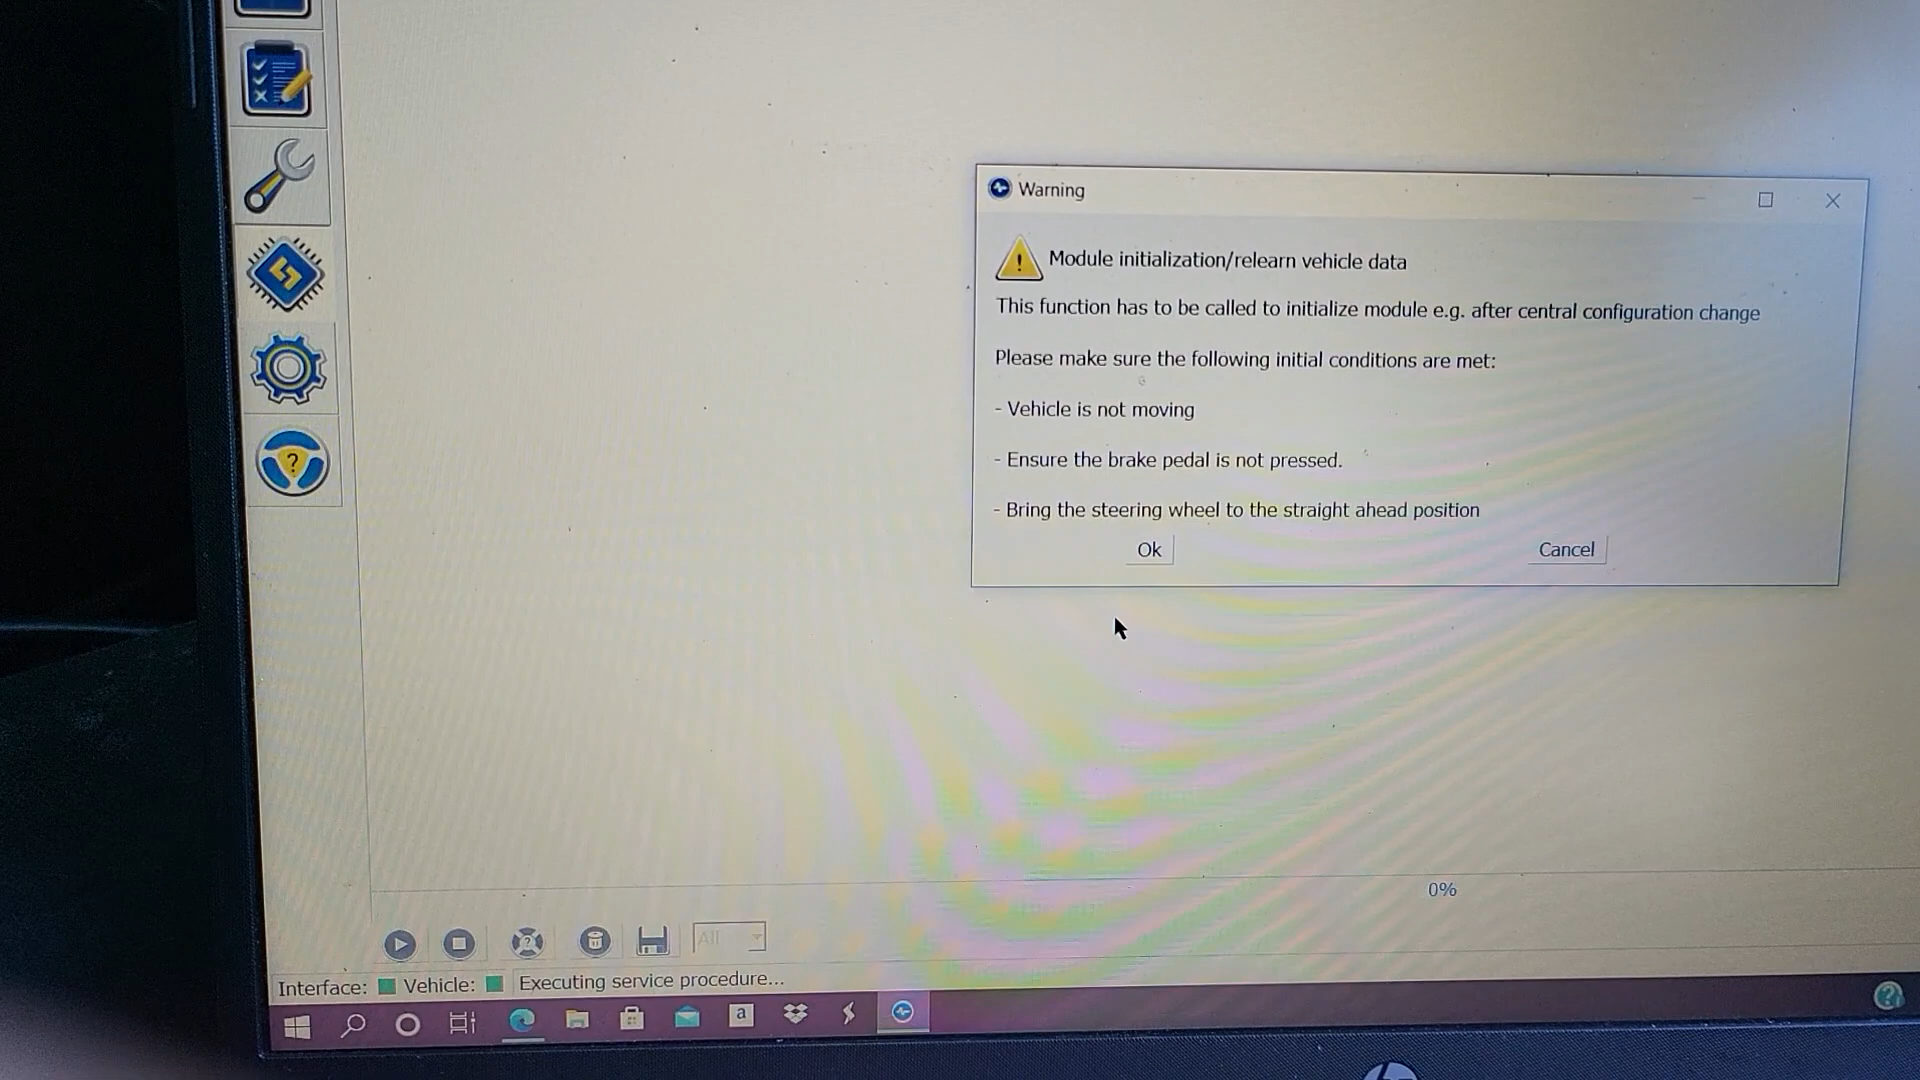 Warning
Module initialization/relearn vehicle data
This function has to be called to initialize module e.g. after central configuration change
Please make sure the following initial conditions are met:
- Vehicle is not moving
- Ensure the brake pedal is not pressed.
- Bring the steering wheel to the straight ahead position
Ok
Cancel
0%
All
Interface:
Vehicle:
Executing service procedure...